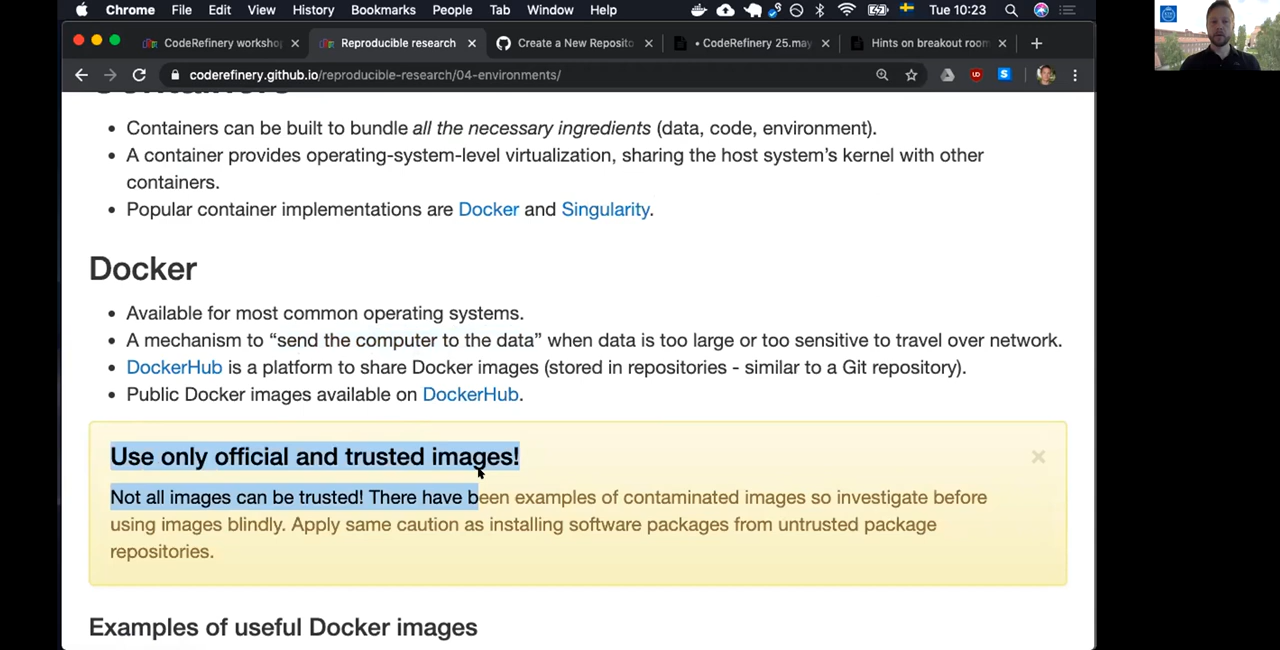 Chrome File Edit View History Bookmarks People Tab Window Help Tue 10:23
CodeRefinery worksho
Reproducible research
Create a New Reposito
• CodeRefinery 25.may
Hints on breakout room
coderefinery.github.io/reproducible-research/04-environments/
Containers
• Containers can be built to bundle all the necessary ingredients (data, code, environment).
• A container provides operating-system-level virtualization, sharing the host system's kernel with other
containers.
• Popular container implementations are Docker and Singularity.
Docker
• Available for most common operating systems.
• A mechanism to “send the computer to the data” when data is too large or too sensitive to travel over network.
• DockerHub is a platform to share Docker images (stored in repositories - similar to a Git repository).
• Public Docker images available on DockerHub.
Use only official and trusted images!
Not all images can be trusted! There have been examples of contaminated images so investigate before
using images blindly. Apply same caution as installing software packages from untrusted package
repositories.
Examples of useful Docker images